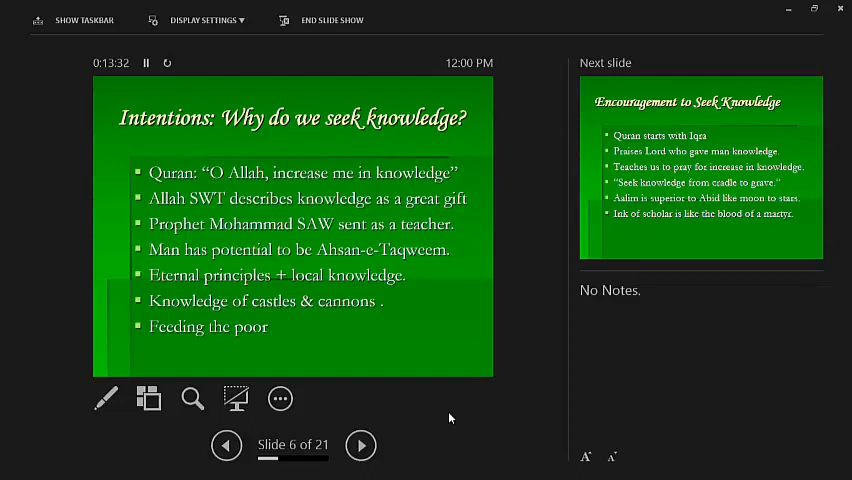 SHOW TASKBAR
DISPLAY SETTINGS ▼
END SLIDE SHOW
0:13:32
12:00 PM
Intentions: Why do we seek knowledge?
Quran: “O Allah, increase me in knowledge”
Allah SWT describes knowledge as a great gift
Prophet Mohammad SAW sent as a teacher.
Man has potential to be Ahsan-e-Taqweem.
Eternal principles + local knowledge.
Knowledge of castles & cannons .
Feeding the poor
Slide 6 of 21
Next slide
Encouragement to Seek Knowledge
Quran starts with Iqra
Praises Lord who gave man knowledge.
Teaches us to pray for increase in knowledge.
“Seek knowledge from cradle to grave.”
Aalim is superior to Abid like moon to stars.
Ink of scholar is like the blood of a martyr.
No Notes.
A A